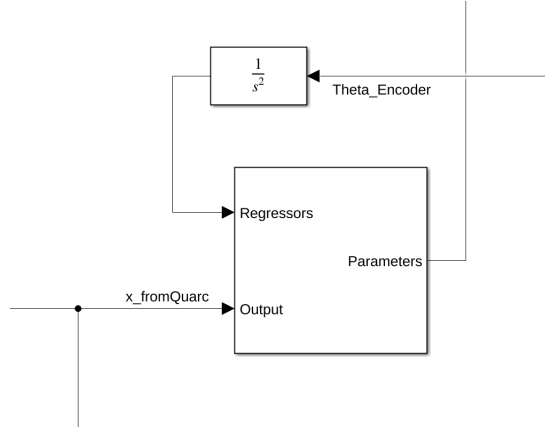 1
s²
Theta_Encoder
Regressors
Parameters
x_fromQuarc
Output